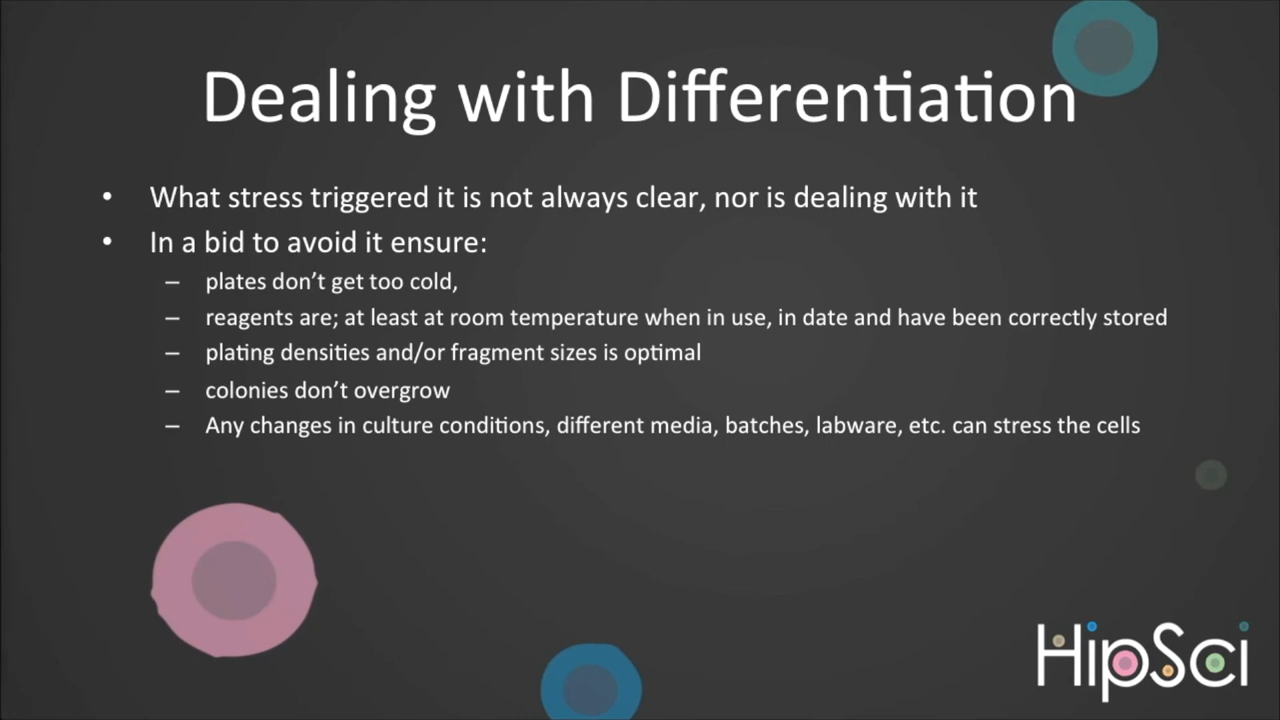 Dealing with Differentiation
• What stress triggered it is not always clear, nor is dealing with it
• In a bid to avoid it ensure:
– plates don’t get too cold,
– reagents are; at least at room temperature when in use, in date and have been correctly stored
– plating densities and/or fragment sizes is optimal
– colonies don’t overgrow
– Any changes in culture conditions, different media, batches, labware, etc. can stress the cells
HipSci